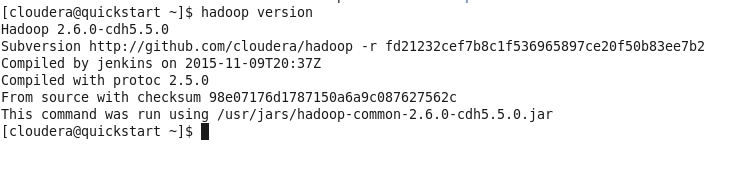 [cloudera@quickstart ~]$ hadoop version
Hadoop 2.6.0-cdh5.5.0
Subversion http://github.com/cloudera/hadoop -r fd21232cef7b8c1f536965897ce20f50b83ee7b2
Compiled by jenkins on 2015-11-09T20:37Z
Compiled with protoc 2.5.0
From source with checksum 98e07176d1787150a6a9c087627562c
This command was run using /usr/jars/hadoop-common-2.6.0-cdh5.5.0.jar
[cloudera@quickstart ~]$